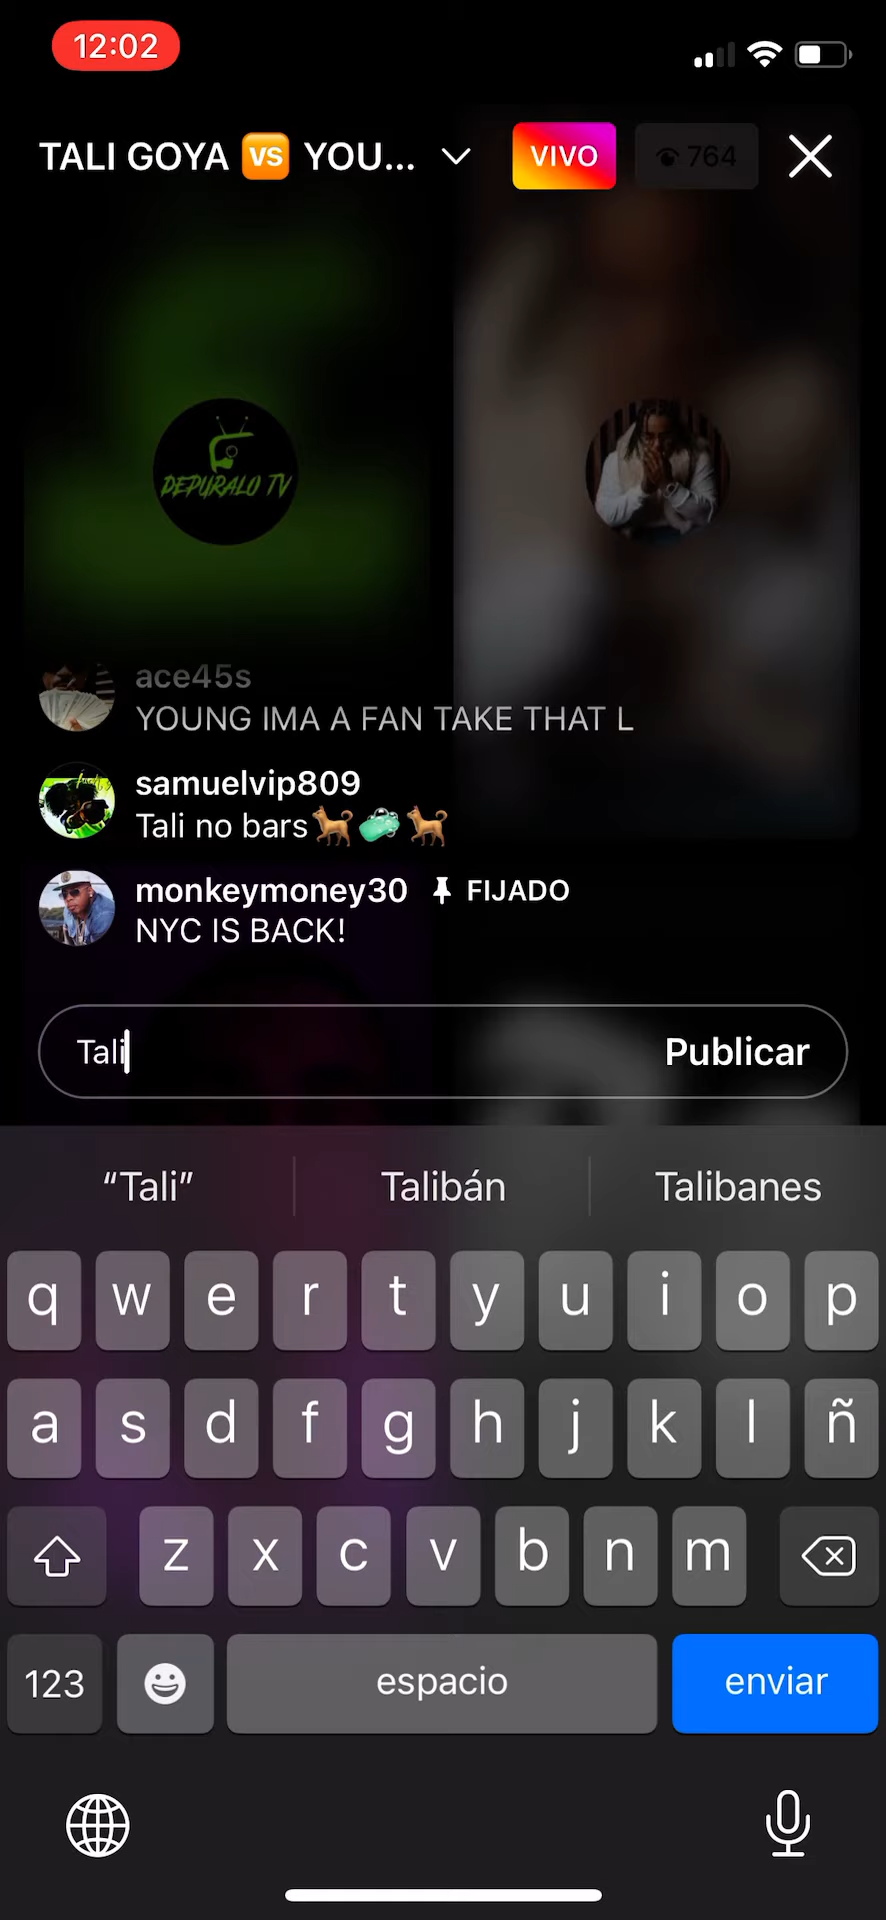 12:02
TALI GOYA VS YOU...
VIVO
764
DEPURALO TV
ace45s
YOUNG IMA A FAN TAKE THAT L
samuelvip809
Tali no bars🐕🧼🐕
monkeymoney30 FIJADO
NYC IS BACK!
Tali
Publicar
“Tali” Talibán Talibanes
q w e r t y u i o p
a s d f g h j k l ñ
z x c v b n m
123 espacio enviar